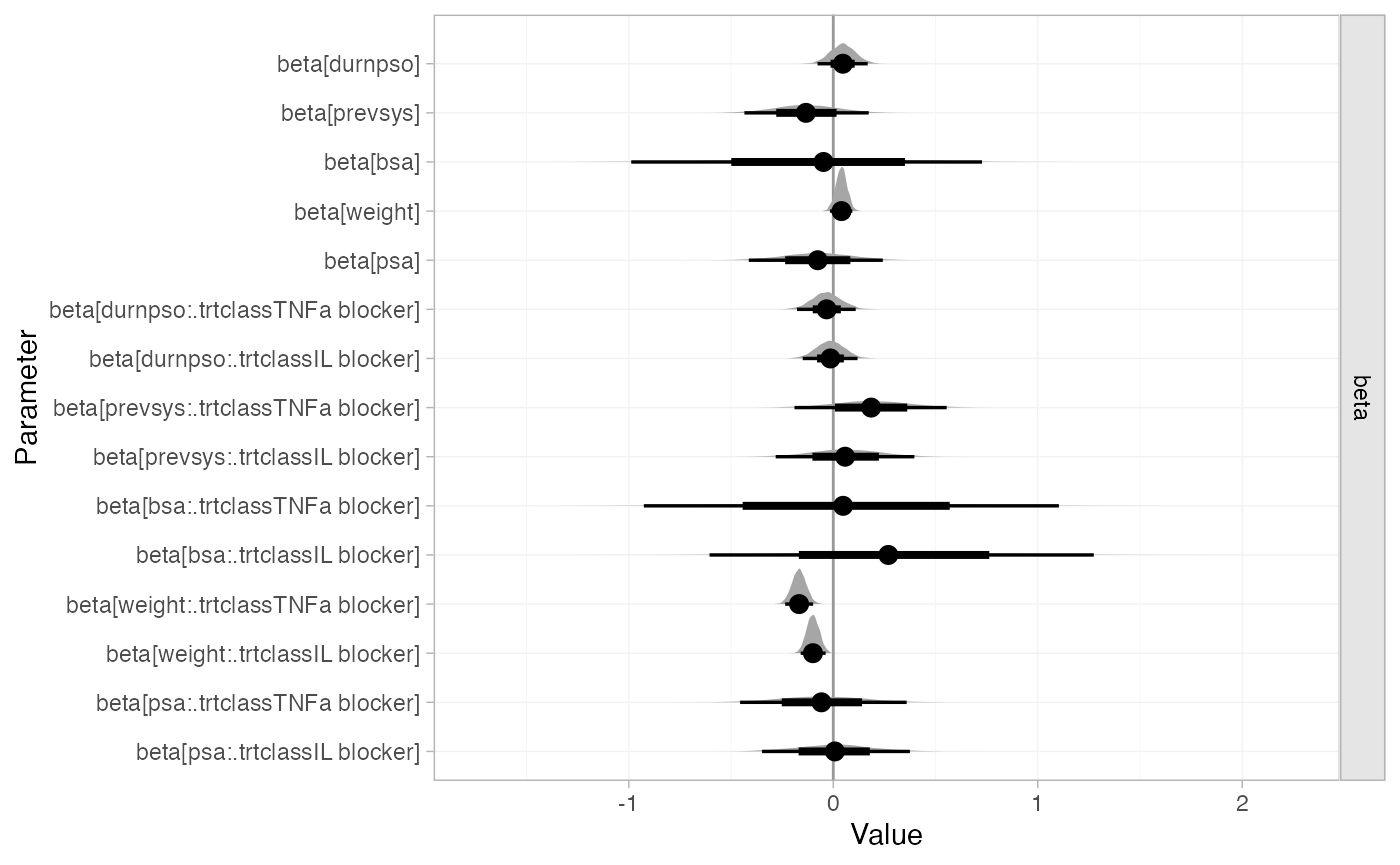 beta[durnpso]
beta[prevsys]
beta[bsa]
beta[weight]
beta[psa]
beta[durnpso:.trtclassTNFa blocker]
beta[durnpso:.trtclassIL blocker]
beta[prevsys:.trtclassTNFa blocker]
beta[prevsys:.trtclassIL blocker]
beta[bsa:.trtclassTNFa blocker]
beta[bsa:.trtclassIL blocker]
beta[weight:.trtclassTNFa blocker]
beta[weight:.trtclassIL blocker]
beta[psa:.trtclassTNFa blocker]
beta[psa:.trtclassIL blocker]
Parameter
beta
-1 0 1 2
Value